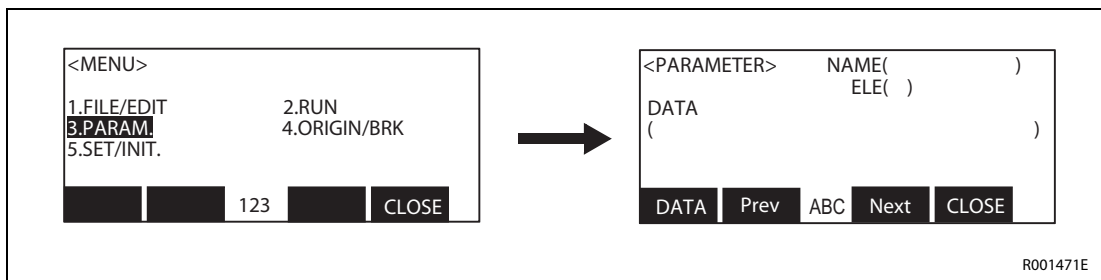 <MENU>
1.FILE/EDIT 2.RUN
3.PARAM. 4.ORIGIN/BRK
5.SET/INIT.
123 CLOSE
<PARAMETER> NAME( )
ELE( )
DATA
( )
DATA Prev ABC Next CLOSE
R001471E